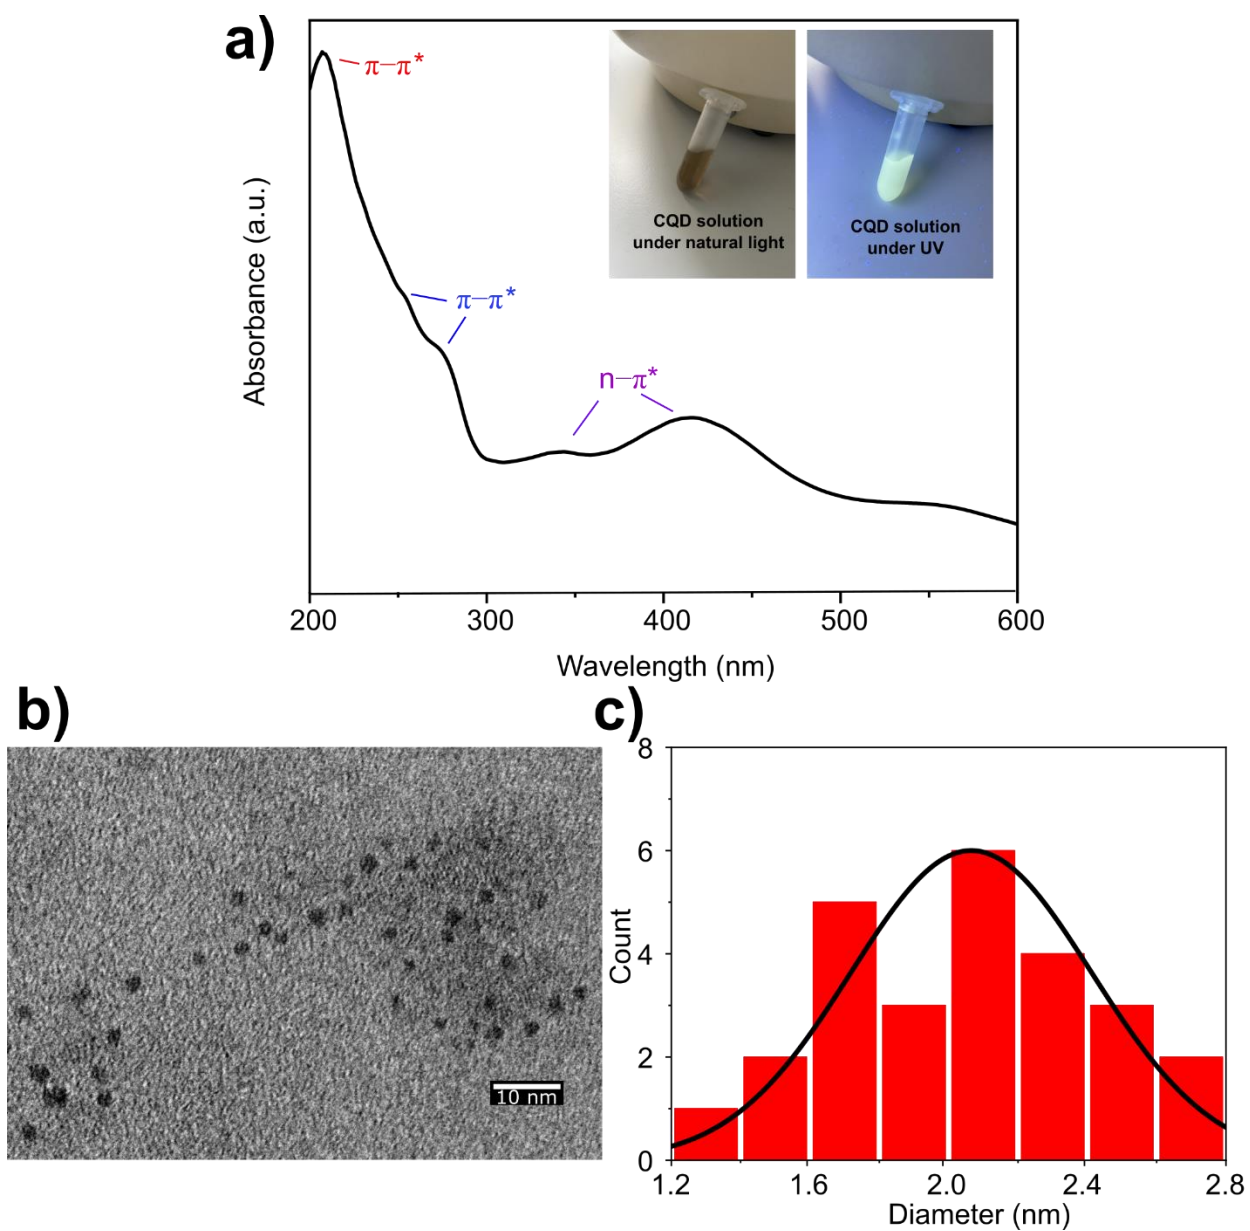 a)
π–π*
π–π*
n–π*
CQD solution
under natural light
CQD solution
under UV
Absorbance (a.u.)
200 300 400 500 600
Wavelength (nm)
b)
10 nm
c)
8
6
4
2
0
Count
1.2 1.6 2.0 2.4 2.8
Diameter (nm)